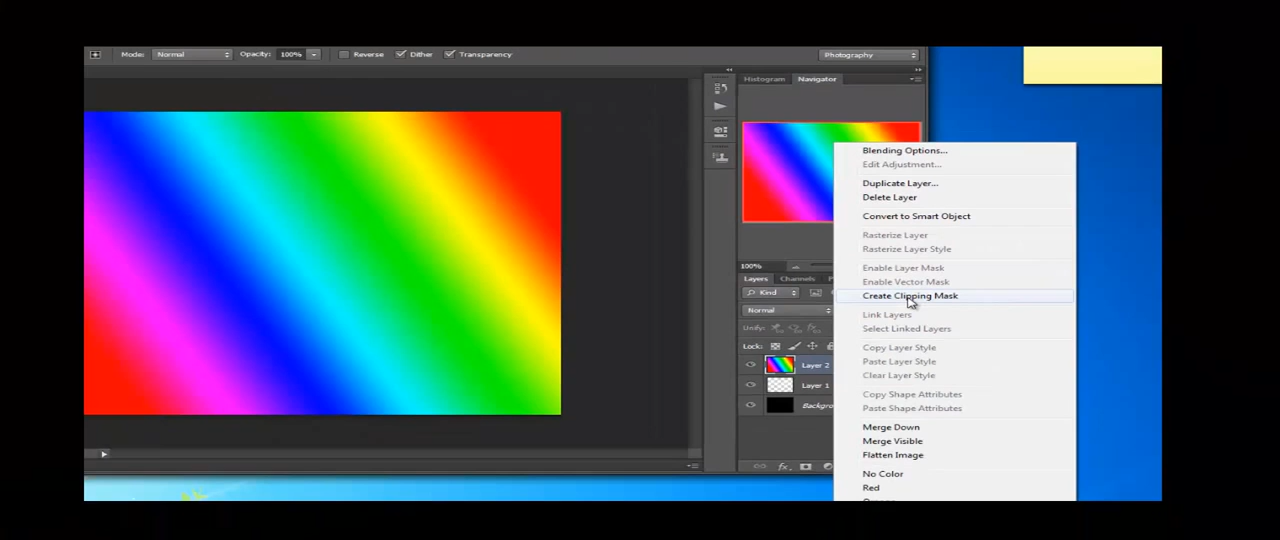 Mode: Normal Opacity: 100% Reverse Dither Transparency Photography
Histogram Navigator
Blending Options...
Edit Adjustment...
Duplicate Layer...
Delete Layer
Convert to Smart Object
Rasterize Layer
Rasterize Layer Style
Enable Layer Mask
Enable Vector Mask
Create Clipping Mask
Link Layers
Select Linked Layers
Copy Layer Style
Paste Layer Style
Clear Layer Style
Copy Shape Attributes
Paste Shape Attributes
Merge Down
Merge Visible
Flatten Image
No Color
Red
100%
Layers Channels
Kind
Normal
Unify:
Lock:
Layer 2
Layer 1
Backgro
fx